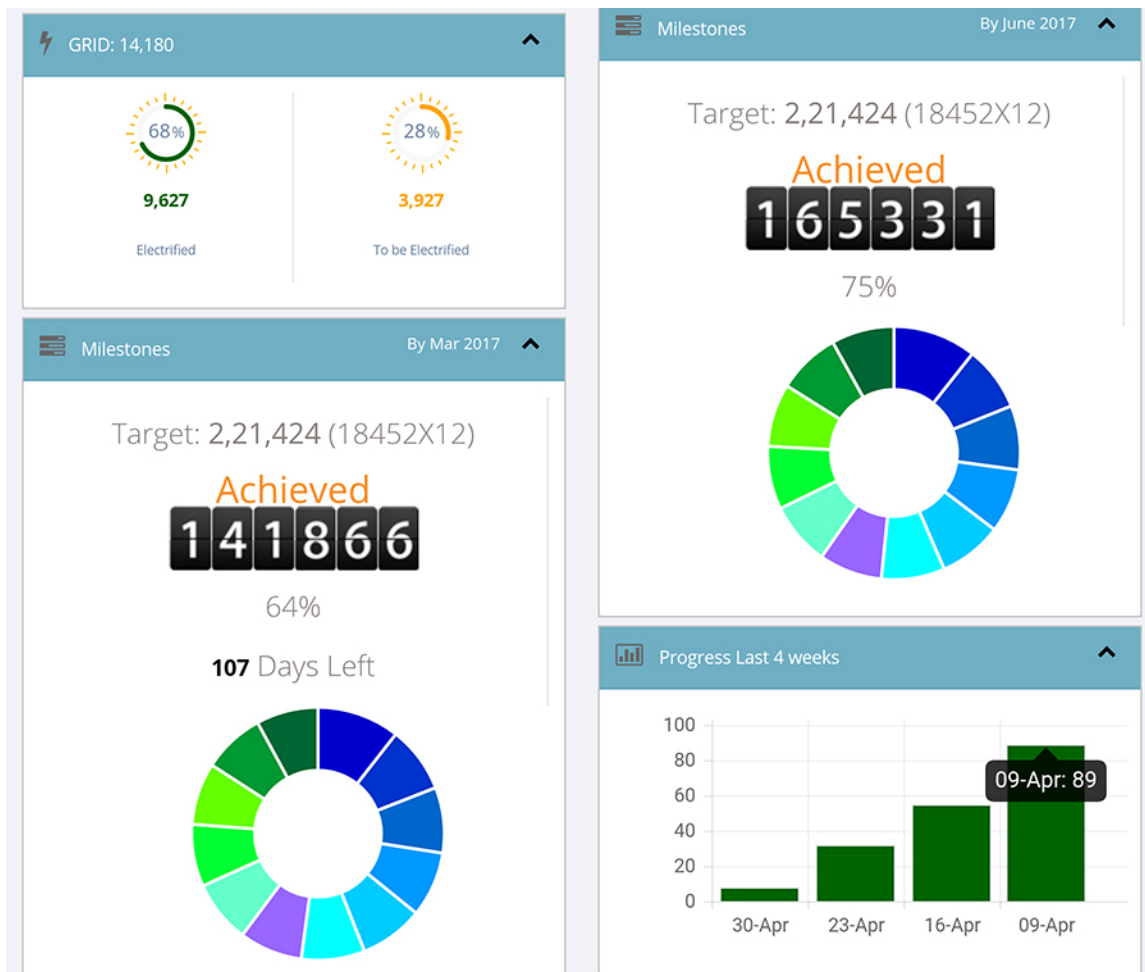 GRID: 14,180
68%
28%
9,627
3,927
Electrified
To be Electrified
Milestones
By Mar 2017
Target: 2,21,424 (18452X12)
Achieved
141866
64%
107 Days Left
Milestones
By June 2017
Target: 2,21,424 (18452X12)
Achieved
165331
75%
Progress Last 4 weeks
100
80
60
40
20
0
09-Apr: 89
30-Apr
23-Apr
16-Apr
09-Apr